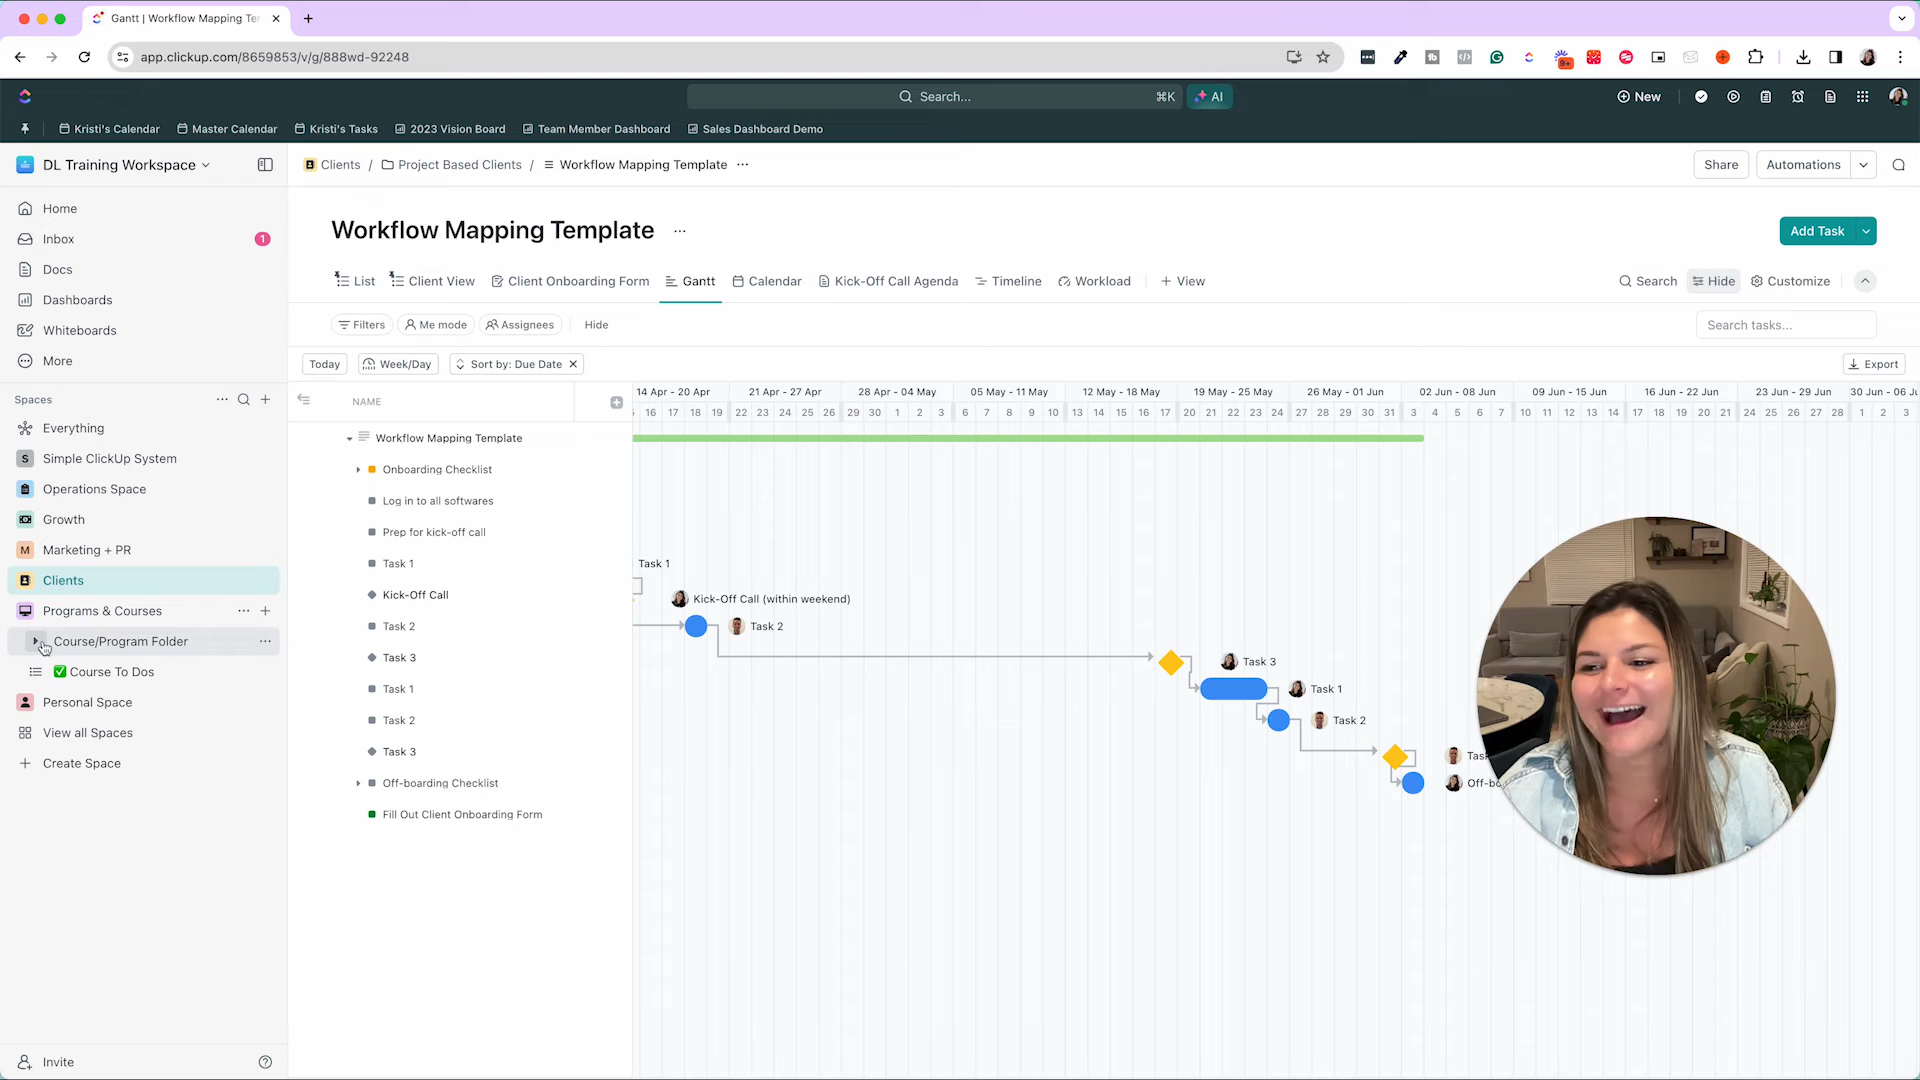 Gantt | Workflow Mapping Te
app.clickup.com/8659853/v/g/888wd-92248
9+
Search... ⌘K AI New
Kristi's Calendar Master Calendar Kristi's Tasks 2023 Vision Board Team Member Dashboard Sales Dashboard Demo
DL Training Workspace
Clients / Project Based Clients / Workflow Mapping Template ...
Share Automations
Home
Inbox 1
Docs
Dashboards
Whiteboards
More
Spaces
Everything
S Simple ClickUp System
Operations Space
Growth
M Marketing + PR
Clients
Programs & Courses
Course/Program Folder
✅ Course To Dos
Personal Space
View all Spaces
Create Space
Invite
Workflow Mapping Template ...
Add Task
List Client View Client Onboarding Form Gantt Calendar Kick-Off Call Agenda Timeline Workload + View
Search Hide Customize
Filters Me mode Assignees Hide
Search tasks...
Today Week/Day Sort by: Due Date
Export
NAME
14 Apr - 20 Apr 21 Apr - 27 Apr 28 Apr - 04 May 05 May - 11 May 12 May - 18 May 19 May - 25 May 26 May - 01 Jun 02 Jun - 08 Jun 09 Jun - 15 Jun 16 Jun - 22 Jun 23 Jun - 29 Jun 30 Jun - 06 Ju
16 17 18 19 22 23 24 25 26 29 30 1 2 3 6 7 8 9 10 13 14 15 16 17 20 21 22 23 24 27 28 29 30 31 3 4 5 6 7 10 11 12 13 14 17 18 19 20 21 24 25 26 27 28 1 2 3
Workflow Mapping Template
Onboarding Checklist
Log in to all softwares
Prep for kick-off call
Task 1
Kick-Off Call
Task 2
Task 3
Task 1
Task 2
Task 3
Off-boarding Checklist
Fill Out Client Onboarding Form
Task 1
Kick-Off Call (within weekend)
Task 2
Task 3
Task 1
Task 2
Tas
Off-bo